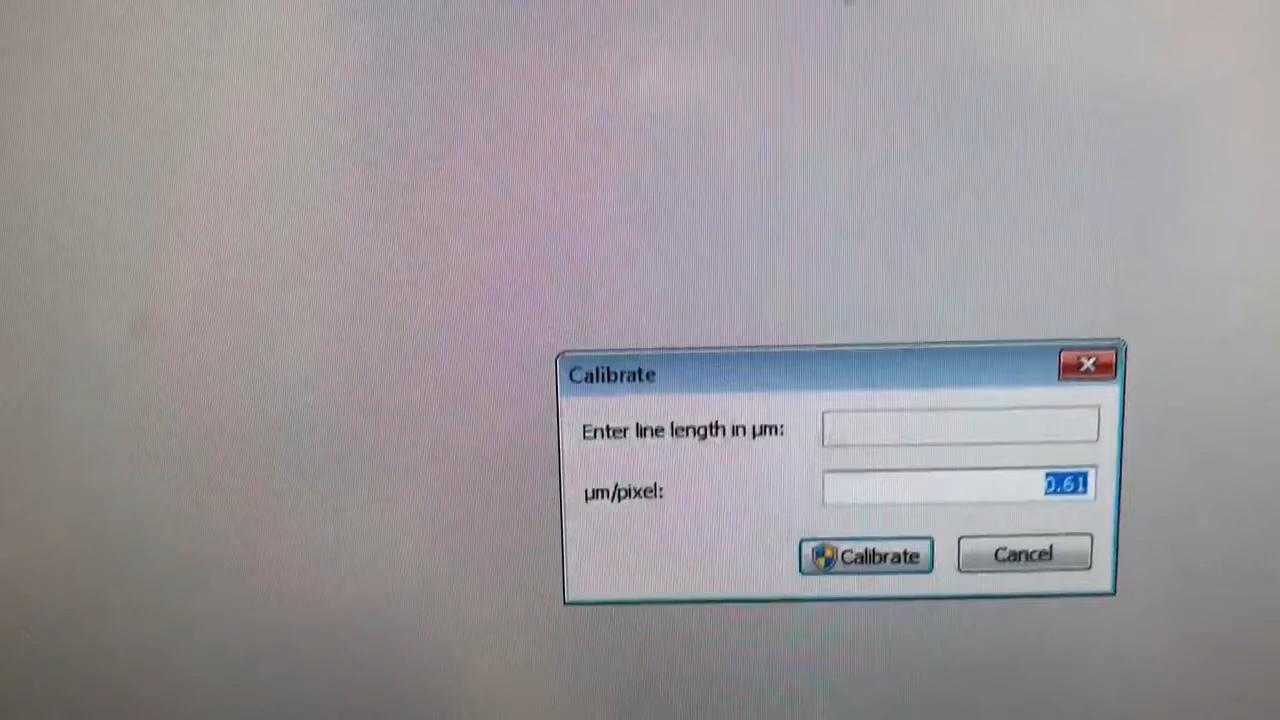 Calibrate
Enter line length in µm:
µm/pixel: 0.61
Calibrate Cancel